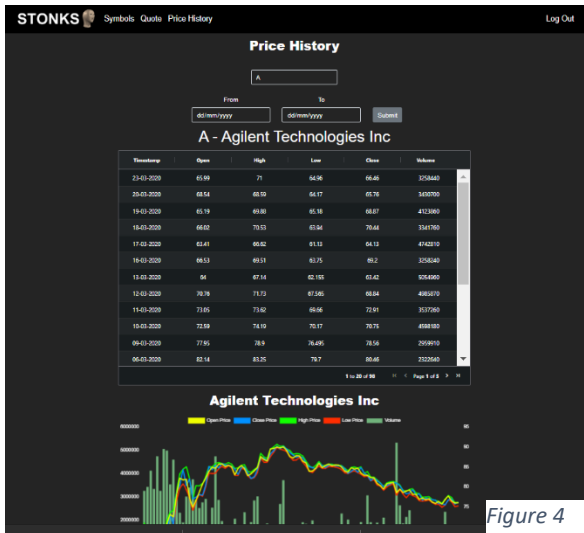 STONKS Symbols Quote Price History Log Out
Price History
A
From To
dd/mm/yyyy dd/mm/yyyy Submit
A - Agilent Technologies Inc
Timestamp Open High Low Close Volume
23-03-2020 65.99 71 64.96 66.46 3258440
20-03-2020 68.54 68.59 64.17 65.76 3430700
19-03-2020 65.19 69.88 65.18 68.87 4123860
18-03-2020 66.02 70.53 63.84 70.44 3341760
17-03-2020 63.41 66.62 61.13 64.13 4742810
16-03-2020 66.53 69.51 63.75 69.2 3258340
13-03-2020 64 67.14 62.155 63.42 5054960
12-03-2020 70.76 71.73 67.565 68.84 4985870
11-03-2020 73.05 73.62 69.66 72.91 3537260
10-03-2020 72.59 74.19 70.17 70.75 4598180
09-03-2020 77.95 78.9 76.495 78.56 2959910
06-03-2020 82.14 83.25 79.7 80.46 2322640
1 to 20 of 98 Page 1 of 5
Agilent Technologies Inc
Open Price Close Price High Price Low Price Volume
6000000 95
5000000 90
85
4000000 80
3000000 75
2000000
Figure 4